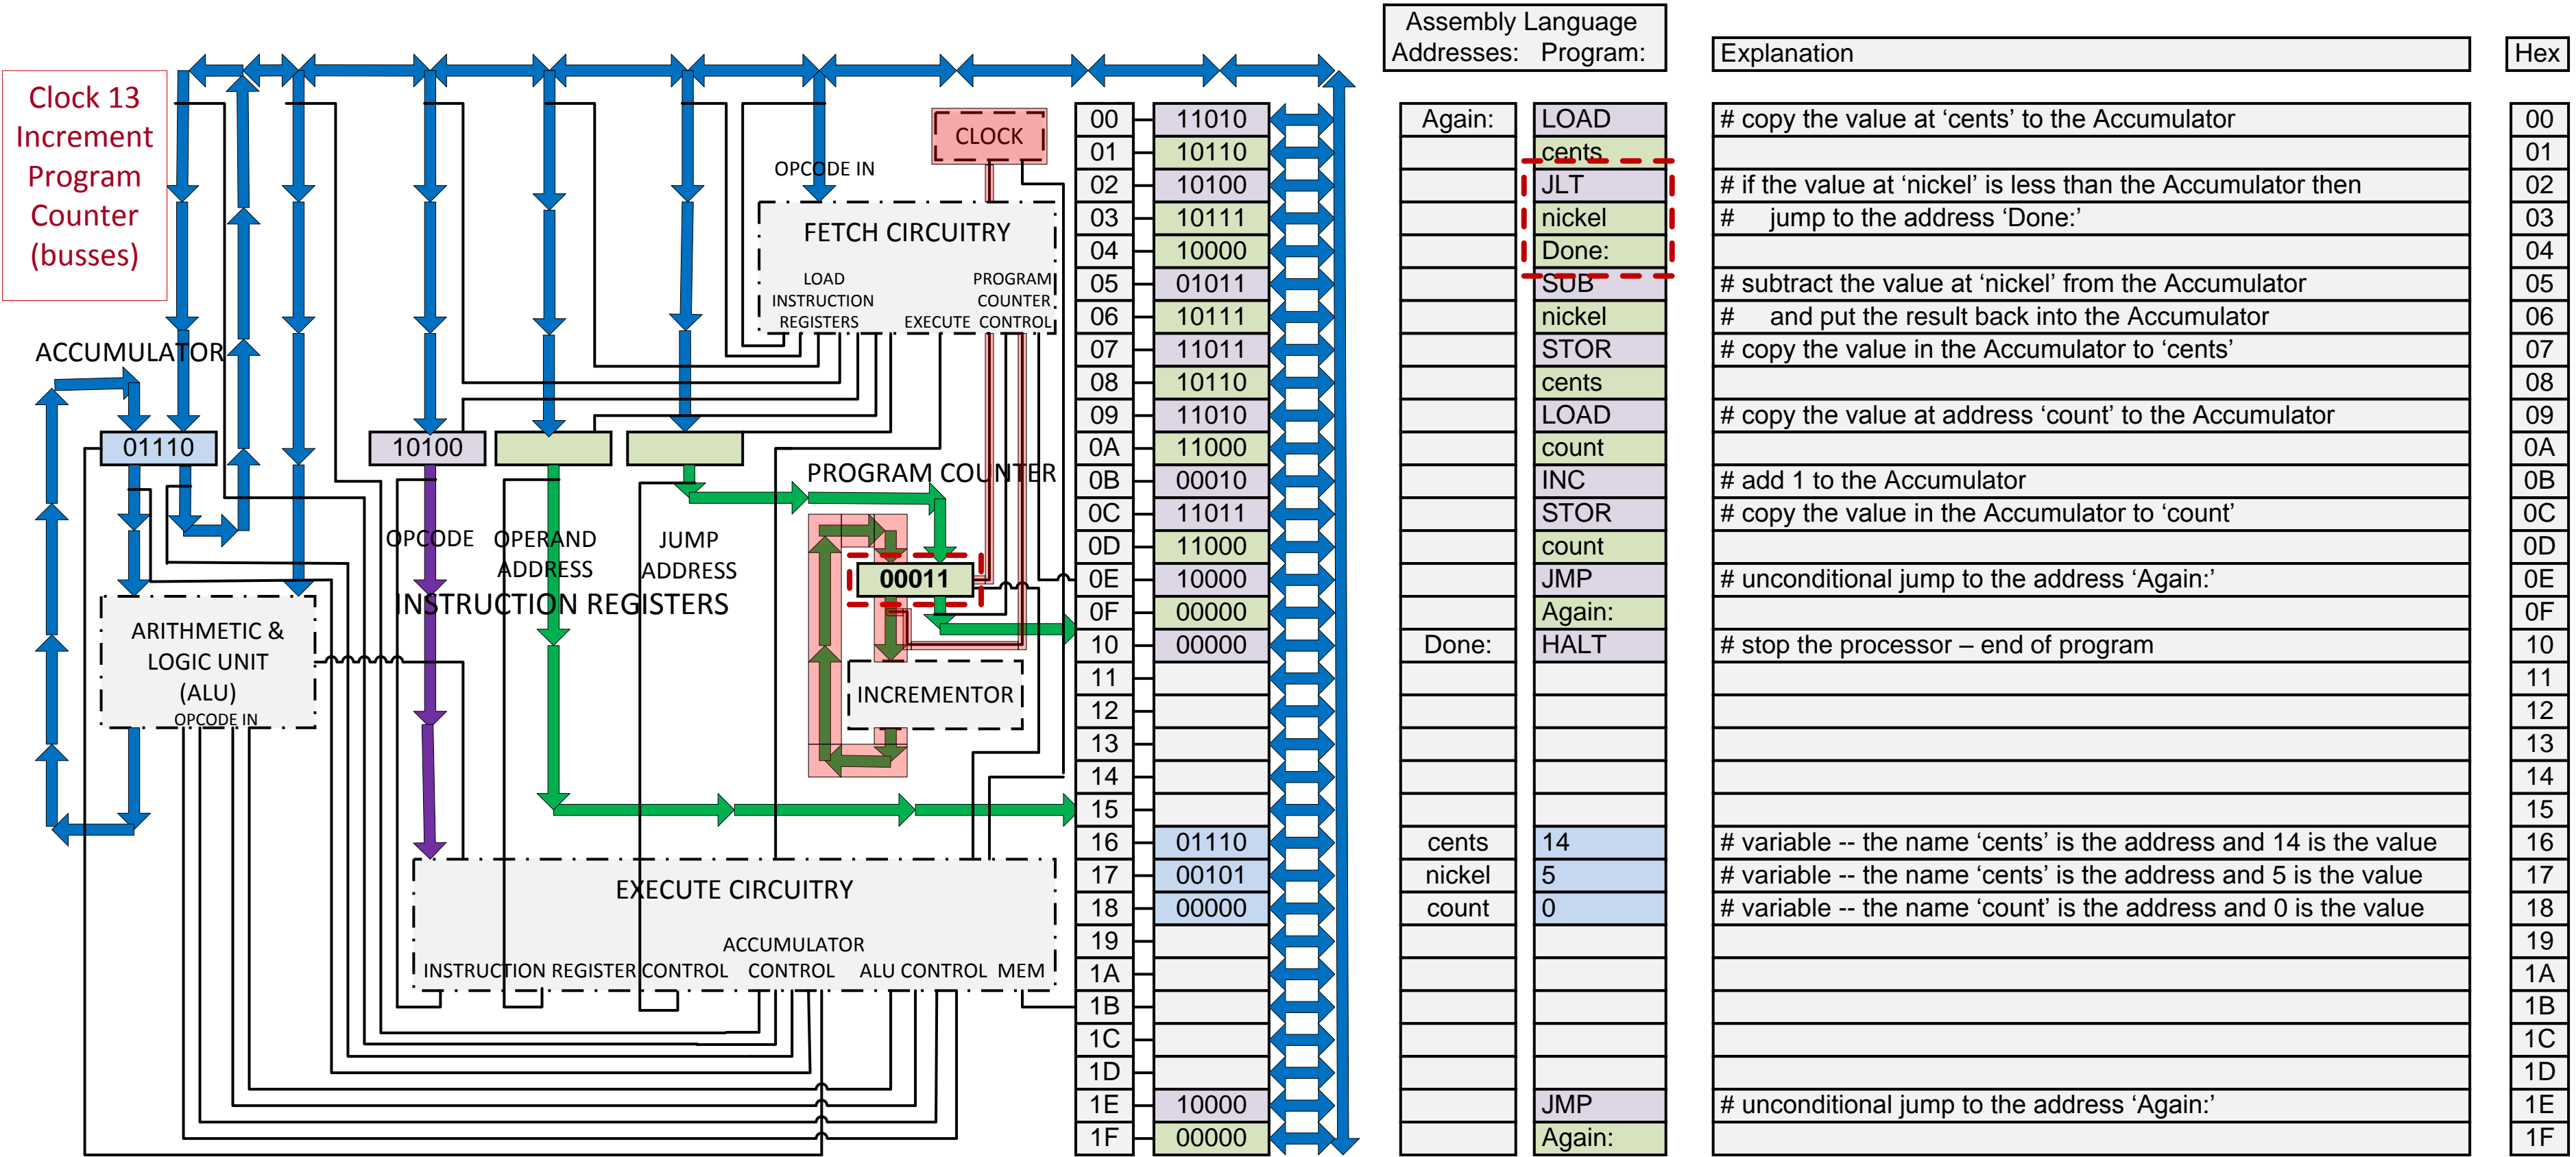 Clock 13
Increment
Program
Counter
(busses)
ACCUMULATOR
01110
ARITHMETIC &
LOGIC UNIT
(ALU)
OPCODE IN
10100
OPCODE
OPERAND
ADDRESS
JUMP
ADDRESS
INSTRUCTION REGISTERS
CLOCK
OPCODE IN
FETCH CIRCUITRY
LOAD
INSTRUCTION
REGISTERS
EXECUTE
PROGRAM
COUNTER
CONTROL
PROGRAM COUNTER
00011
INCREMENTOR
EXECUTE CIRCUITRY
INSTRUCTION REGISTER CONTROL
ACCUMULATOR
CONTROL
ALU CONTROL
MEM
Assembly Language
Addresses: Program:
Explanation
Hex
00 11010 Again: LOAD # copy the value at ‘cents’ to the Accumulator 00
01 10110 cents 01
02 10100 JLT # if the value at ‘nickel’ is less than the Accumulator then 02
03 10111 nickel # jump to the address ‘Done:’ 03
04 10000 Done: 04
05 01011 SUB # subtract the value at ‘nickel’ from the Accumulator 05
06 10111 nickel # and put the result back into the Accumulator 06
07 11011 STOR # copy the value in the Accumulator to ‘cents’ 07
08 10110 cents 08
09 11010 LOAD # copy the value at address ‘count’ to the Accumulator 09
0A 11000 count 0A
0B 00010 INC # add 1 to the Accumulator 0B
0C 11011 STOR # copy the value in the Accumulator to ‘count’ 0C
0D 11000 count 0D
0E 10000 JMP # unconditional jump to the address ‘Again:’ 0E
0F 00000 Again: 0F
10 00000 Done: HALT # stop the processor – end of program 10
11 11
12 12
13 13
14 14
15 15
16 01110 cents 14 # variable -- the name ‘cents’ is the address and 14 is the value 16
17 00101 nickel 5 # variable -- the name ‘cents’ is the address and 5 is the value 17
18 00000 count 0 # variable -- the name ‘count’ is the address and 0 is the value 18
19 19
1A 1A
1B 1B
1C 1C
1D 1D
1E 10000 JMP # unconditional jump to the address ‘Again:’ 1E
1F 00000 Again: 1F